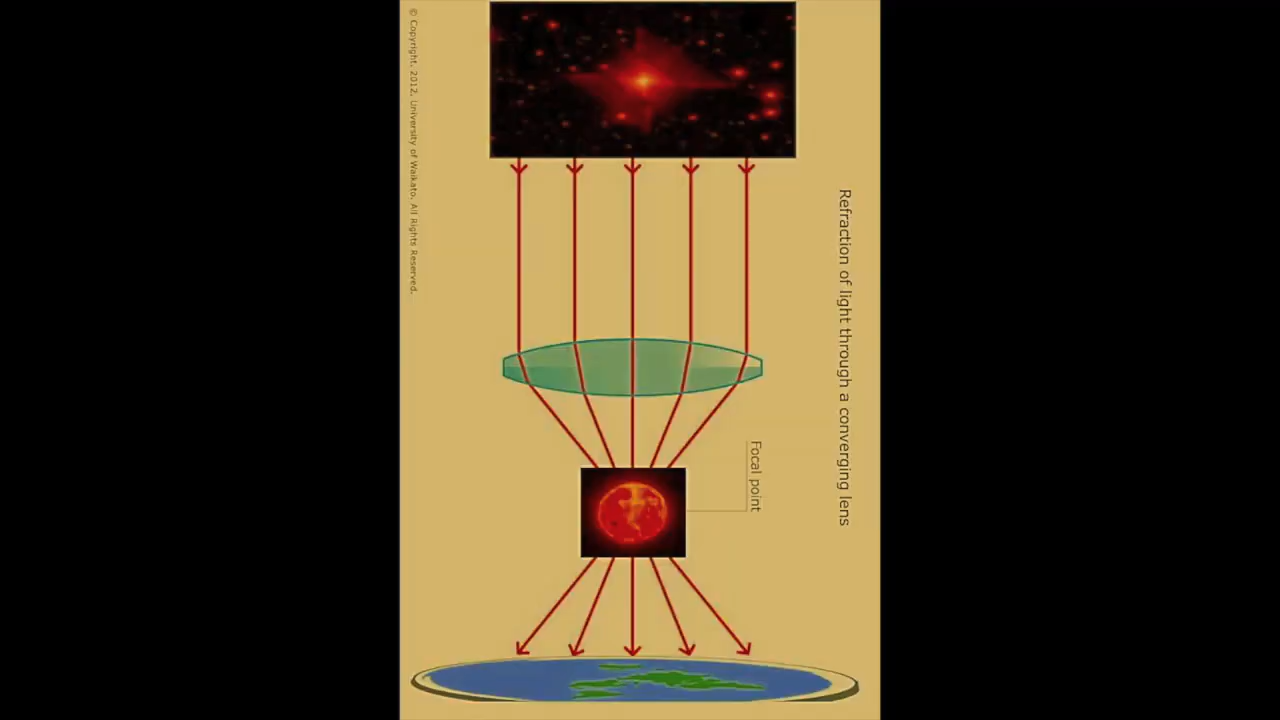 Refraction of light through a converging lens
Focal point
© Copyright. 2012. University of Waikato. All Rights Reserved.